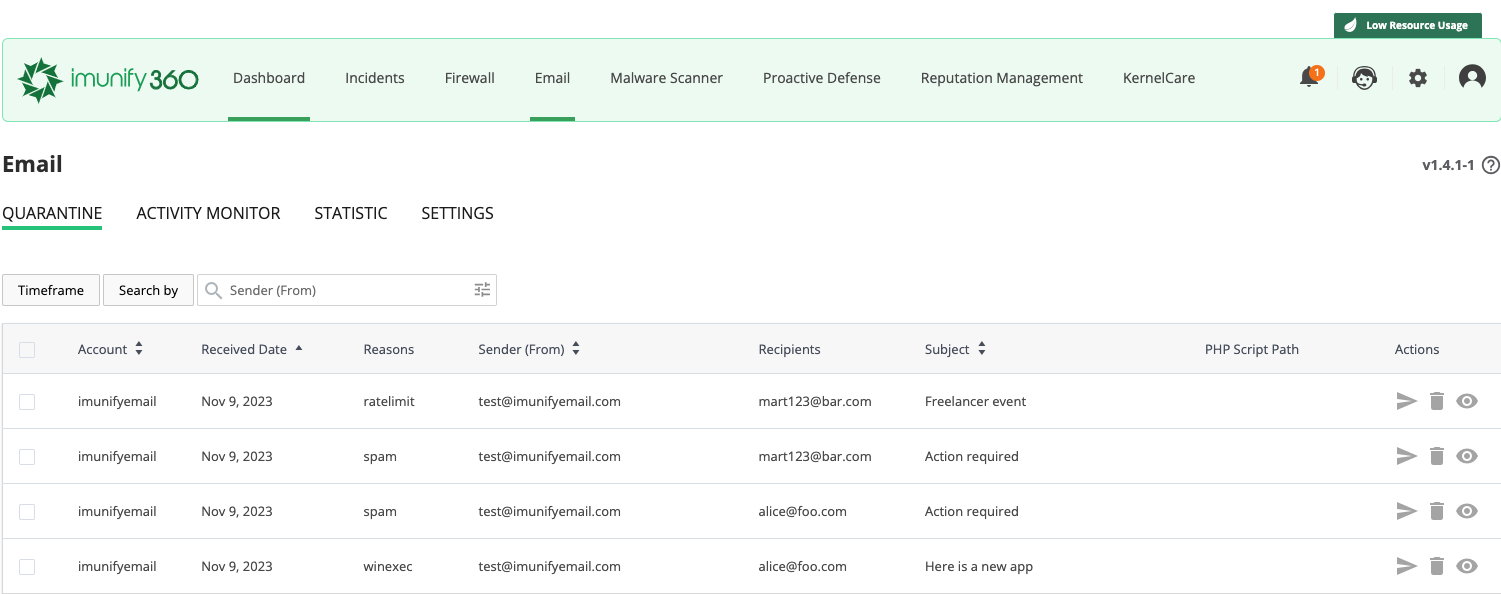 Low Resource Usage
imunify360 Dashboard Incidents Firewall Email Malware Scanner Proactive Defense Reputation Management KernelCare 1
Email v1.4.1-1 ?
QUARANTINE ACTIVITY MONITOR STATISTIC SETTINGS
Timeframe Search by Sender (From)
Account Received Date Reasons Sender (From) Recipients Subject PHP Script Path Actions
imunifyemail Nov 9, 2023 ratelimit test@imunifyemail.com mart123@bar.com Freelancer event
imunifyemail Nov 9, 2023 spam test@imunifyemail.com mart123@bar.com Action required
imunifyemail Nov 9, 2023 spam test@imunifyemail.com alice@foo.com Action required
imunifyemail Nov 9, 2023 winexec test@imunifyemail.com alice@foo.com Here is a new app